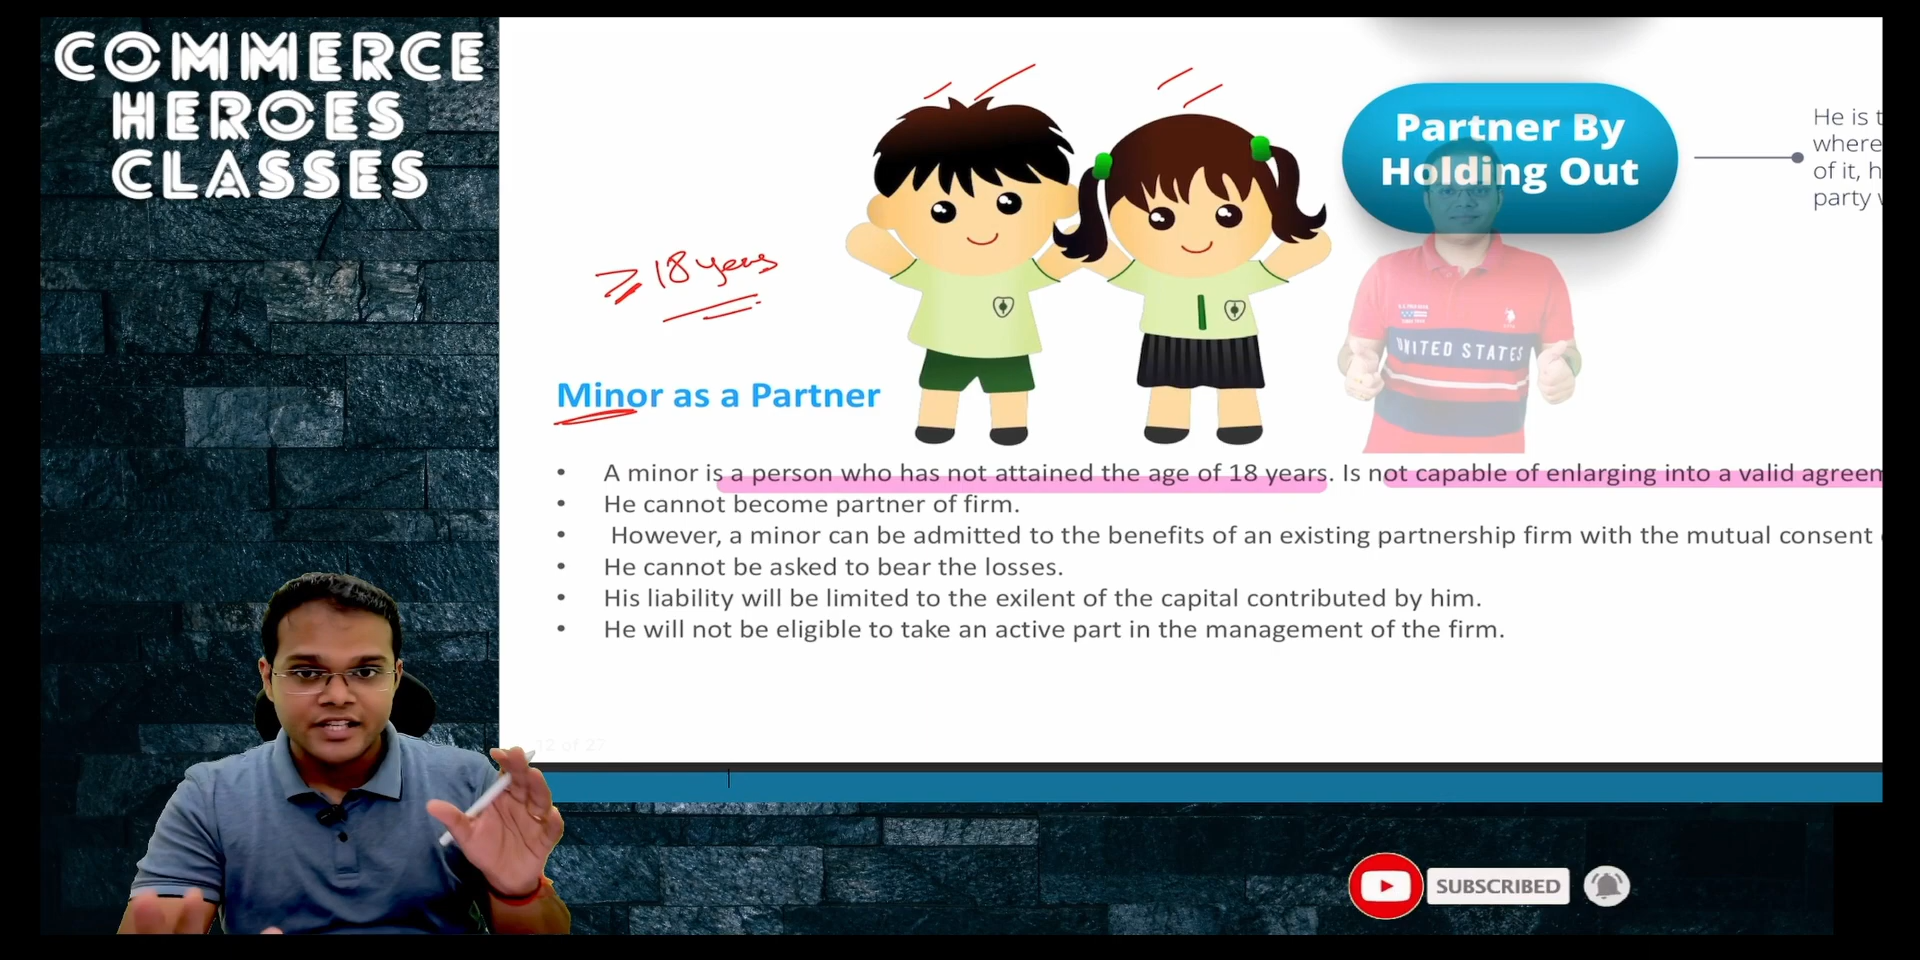 COMMERCE
HEROES
CLASSES
≥ 18 years
Partner By
Holding Out
He is t
where
of it, h
party
UNITED STATES
Minor as a Partner
• A minor is a person who has not attained the age of 18 years. Is not capable of enlarging into a valid agreem
• He cannot become partner of firm.
• However, a minor can be admitted to the benefits of an existing partnership firm with the mutual consent
• He cannot be asked to bear the losses.
• His liability will be limited to the exilent of the capital contributed by him.
• He will not be eligible to take an active part in the management of the firm.
12 of 27
SUBSCRIBED